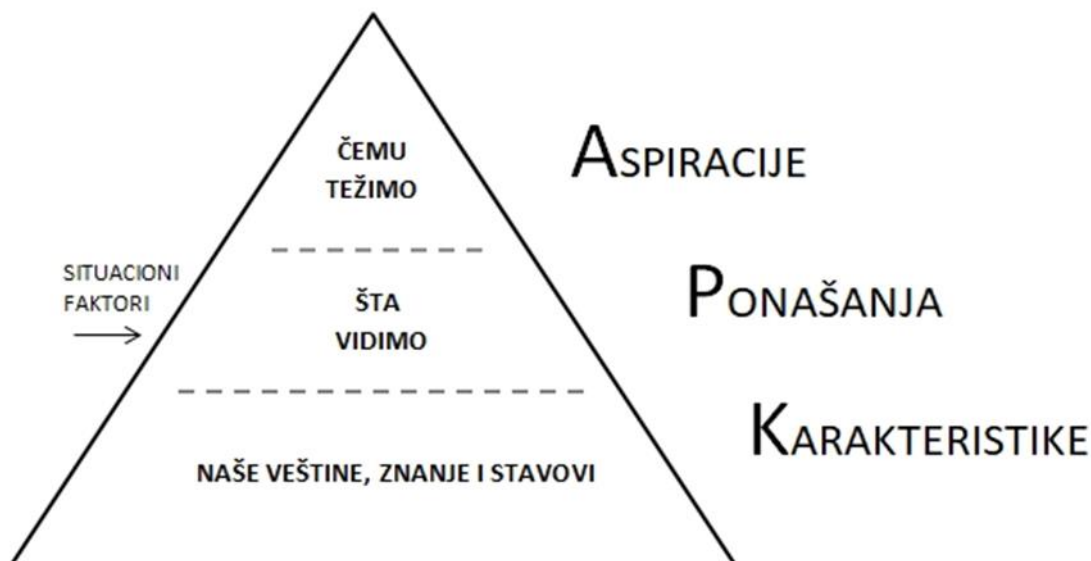 ČEMU
TEŽIMO
ASPIRACIJE
SITUACIONI
FAKTORI
ŠTA
VIDIMO
PONAŠANJA
NAŠE VEŠTINE, ZNANJE I STAVOVI
KARAKTERISTIKE